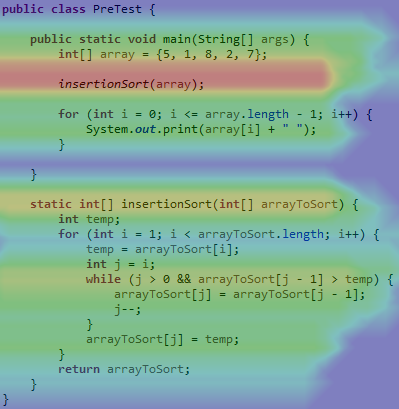 public class PreTest {
public static void main(String[] args) {
int[] array = {5, 1, 8, 2, 7};
insertionSort(array);
for (int i = 0; i <= array.length - 1; i++) {
System.out.print(array[i] + " ");
}
}
static int[] insertionSort(int[] arrayToSort) {
int temp;
for (int i = 1; i < arrayToSort.length; i++) {
temp = arrayToSort[i];
int j = i;
while (j > 0 && arrayToSort[j - 1] > temp) {
arrayToSort[j] = arrayToSort[j - 1];
j--;
}
arrayToSort[j] = temp;
}
return arrayToSort;
}
}